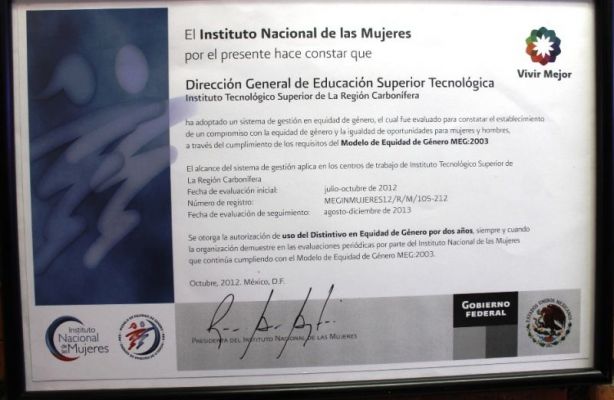 El Instituto Nacional de las Mujeres
por el presente hace constar que
Vivir Mejor
Dirección General de Educación Superior Tecnológica
Instituto Tecnológico Superior de La Región Carbonífera
ha adoptado un sistema de gestión en equidad de género, el cual fue evaluado para constatar el establecimiento
de un compromiso con la equidad de género y la igualdad de oportunidades para mujeres y hombres,
a través del cumplimiento de los requisitos del Modelo de Equidad de Género MEG:2003
El alcance del sistema de gestión aplica en los centros de trabajo de Instituto Tecnológico Superior de
La Región Carbonífera
Fecha de evaluación inicial: julio-octubre de 2012
Número de registro: MEGINMUJERES12/R/M/105-212
Fecha de evaluación de seguimiento: agosto-diciembre de 2013
Se otorga la autorización de uso del Distintivo en Equidad de Género por dos años, siempre y cuando
la organización demuestre en las evaluaciones periódicas por parte del Instituto Nacional de las Mujeres
que continúa cumpliendo con el Modelo de Equidad de Género MEG:2003.
Octubre, 2012. México, D.F.
Presidenta del Instituto Nacional de las Mujeres
Instituto
Nacional
de las
Mujeres
Gobierno
Federal